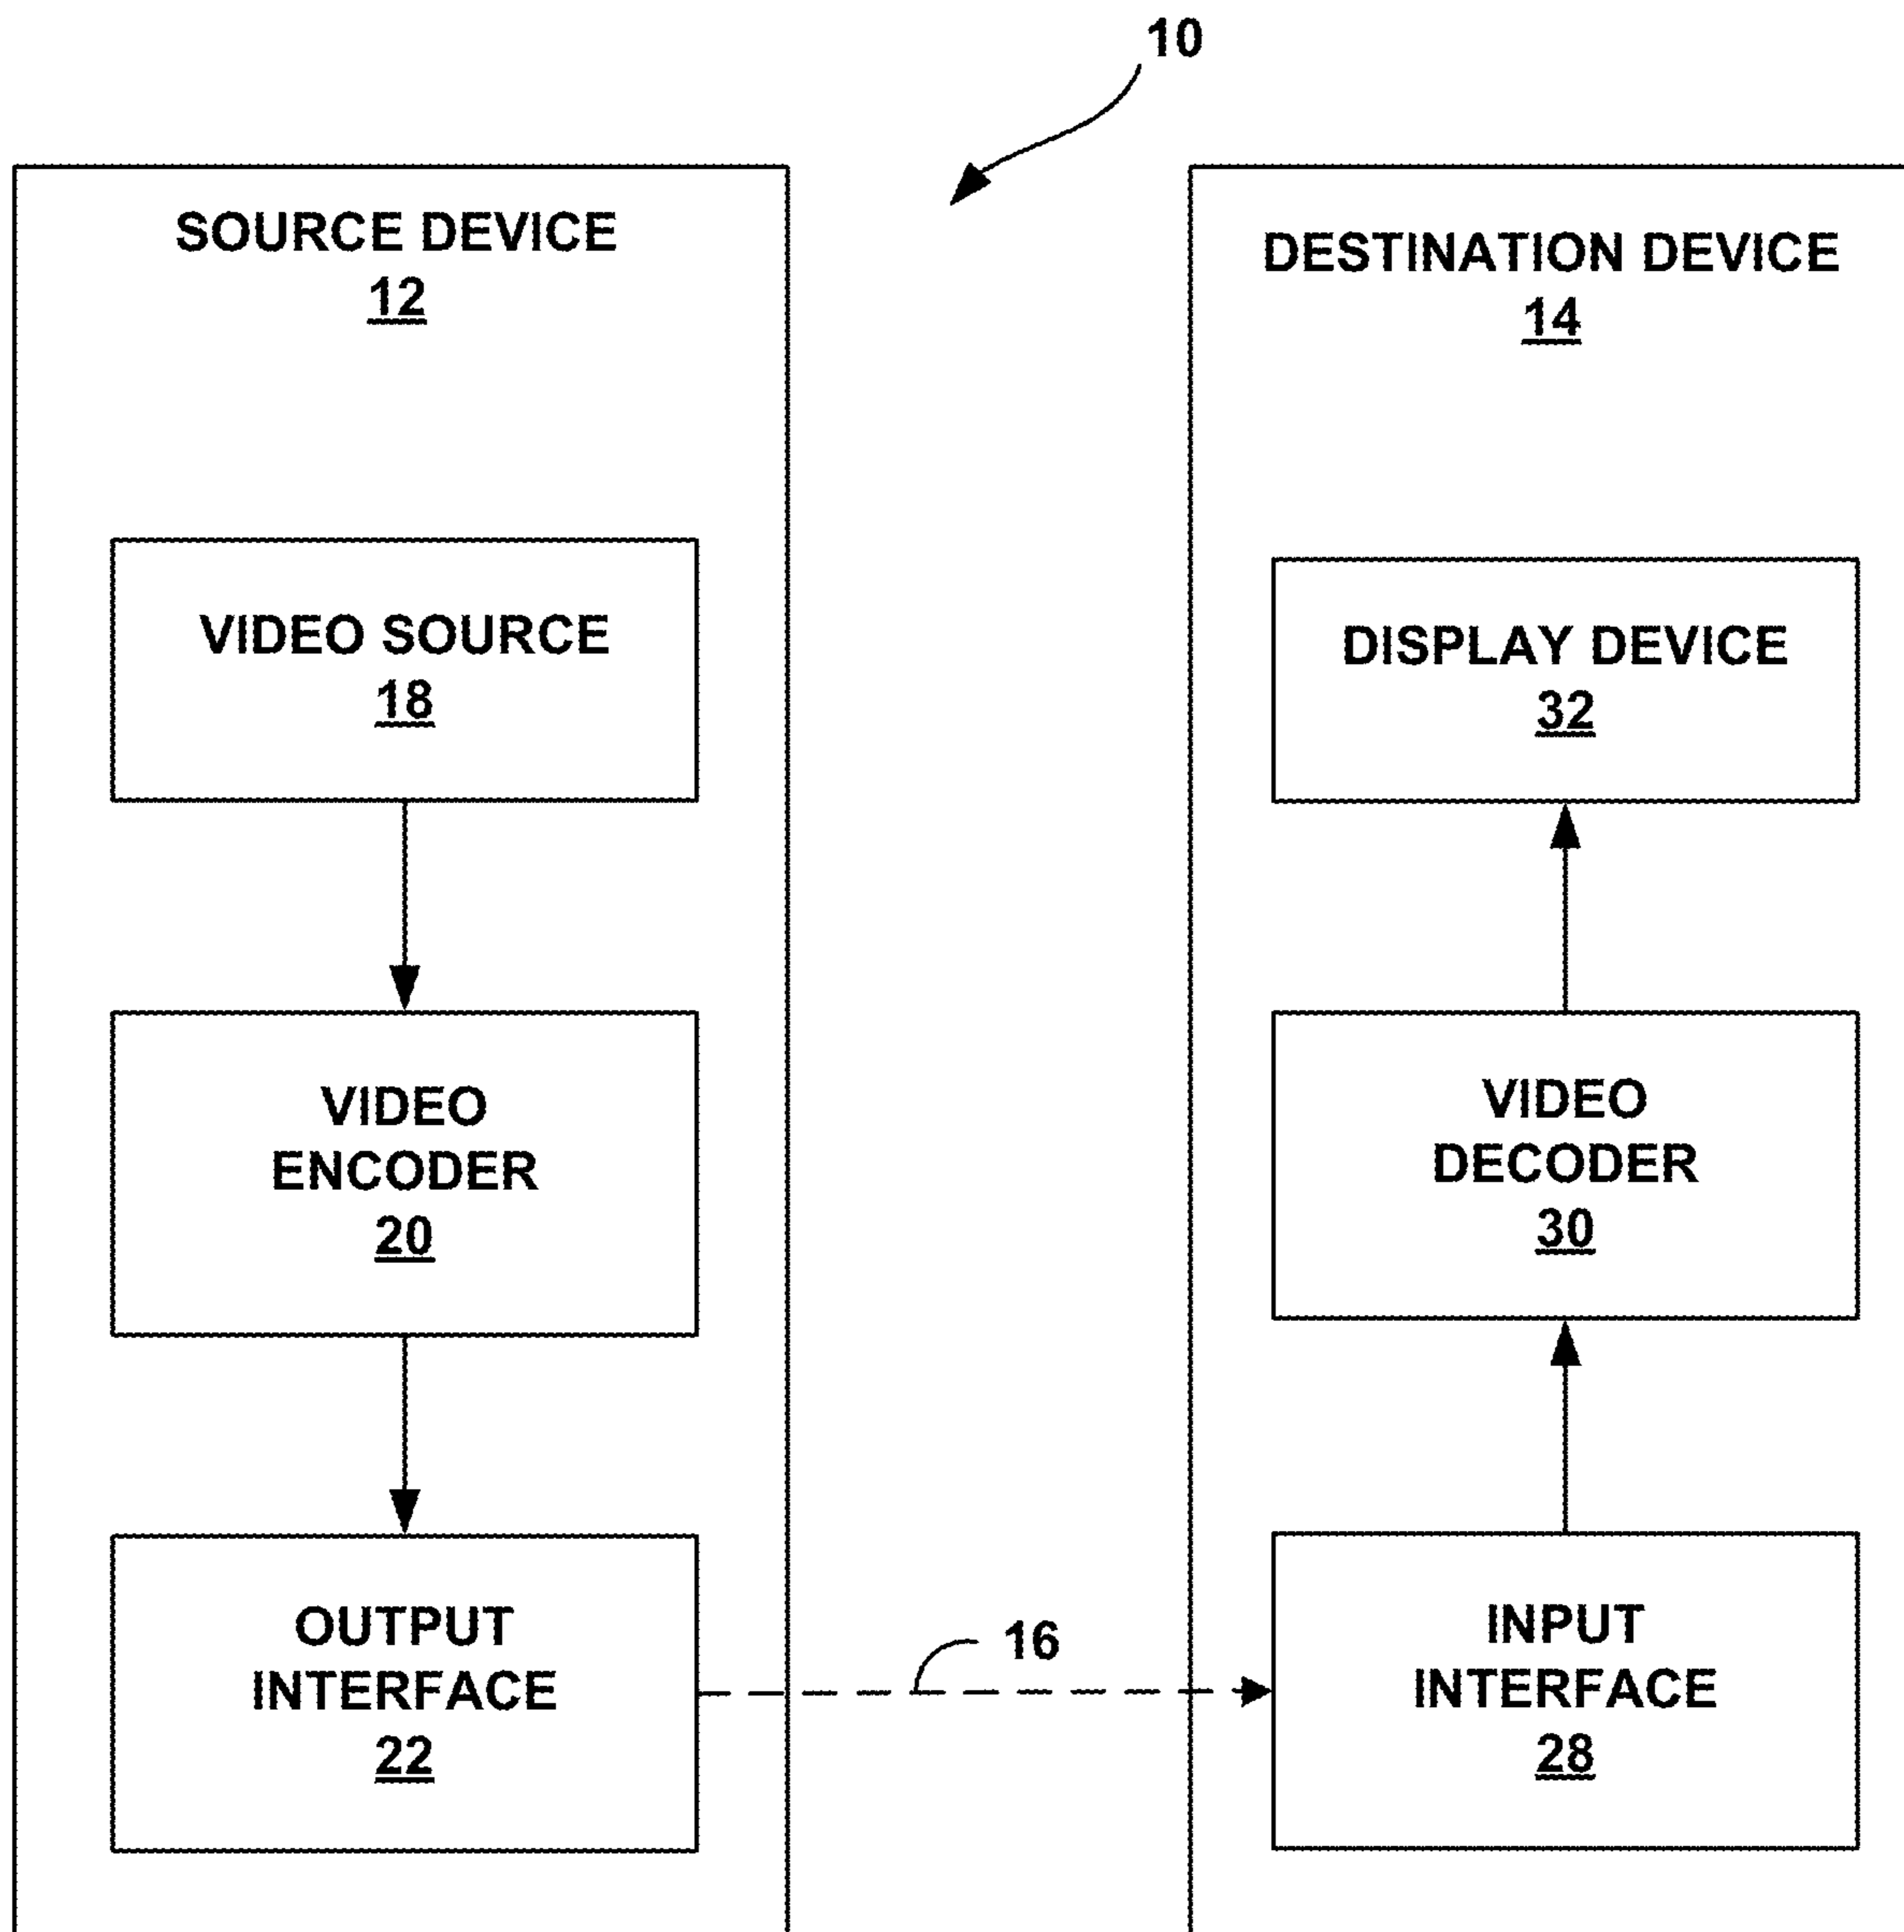 10
SOURCE DEVICE
12
VIDEO SOURCE
18
VIDEO
ENCODER
20
OUTPUT
INTERFACE
22
16
DESTINATION DEVICE
14
DISPLAY DEVICE
32
VIDEO
DECODER
30
INPUT
INTERFACE
28